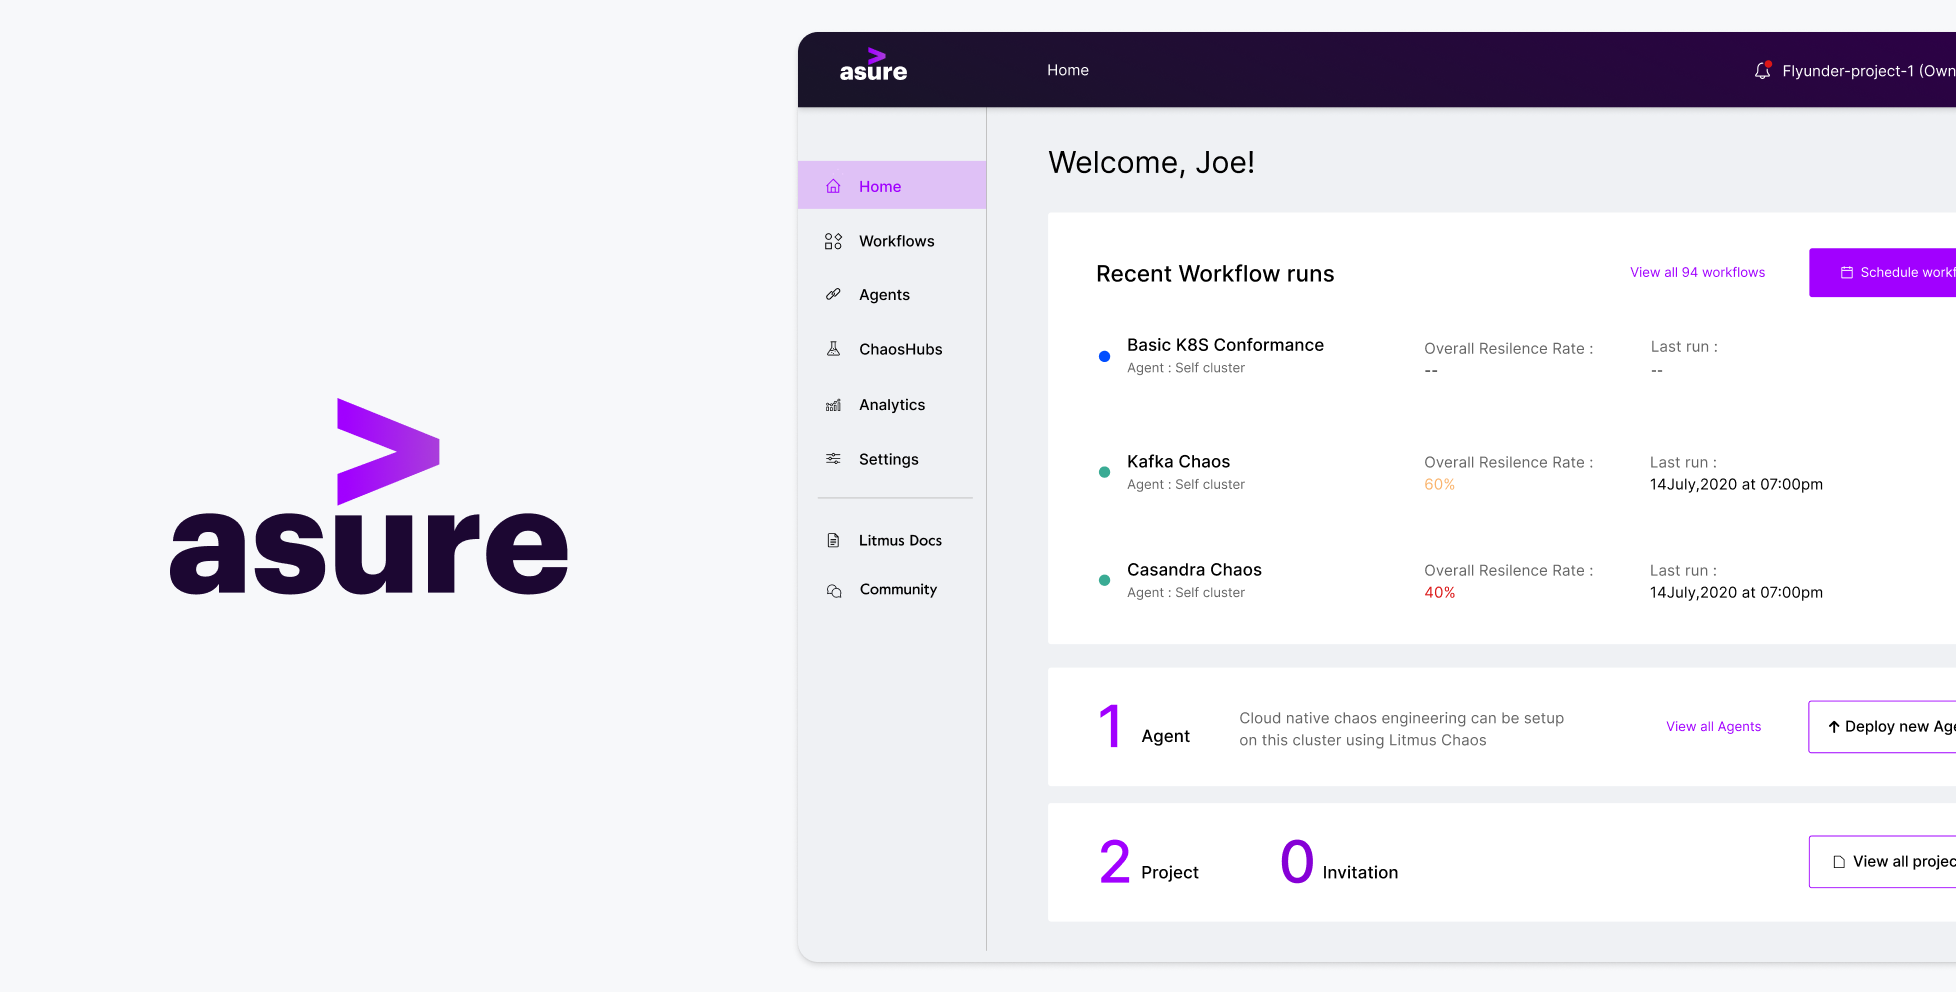 asure
asure
Home
Flyunder-project-1 (Own
Home
Workflows
Agents
ChaosHubs
Analytics
Settings
Litmus Docs
Community
Welcome, Joe!
Recent Workflow runs
View all 94 workflows
Schedule workf
Basic K8S Conformance
Agent : Self cluster
Overall Resilence Rate :
--
Last run :
--
Kafka Chaos
Agent : Self cluster
Overall Resilence Rate :
60%
Last run :
14July,2020 at 07:00pm
Casandra Chaos
Agent : Self cluster
Overall Resilence Rate :
40%
Last run :
14July,2020 at 07:00pm
1 Agent
Cloud native chaos engineering can be setup
on this cluster using Litmus Chaos
View all Agents
Deploy new Age
2 Project
0 Invitation
View all projec